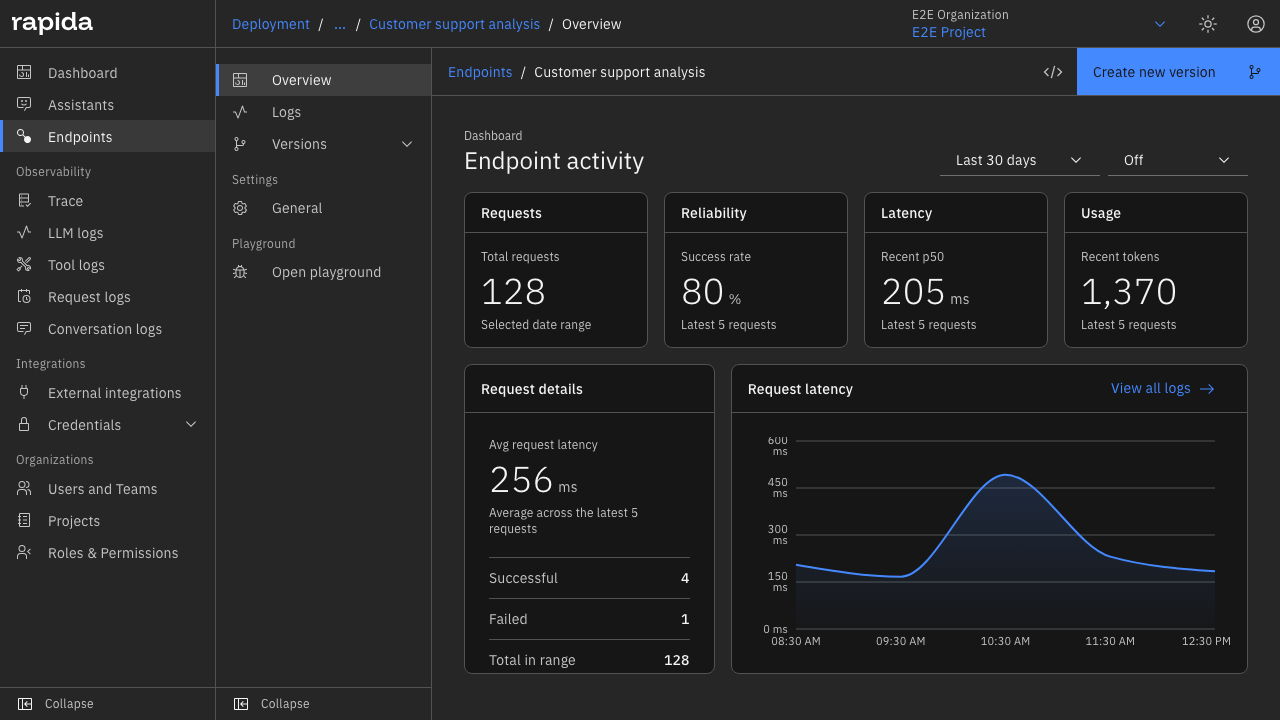 rapida
Deployment / ... / Customer support analysis / Overview
E2E Organization
E2E Project
Dashboard
Assistants
Endpoints
Observability
Trace
LLM logs
Tool logs
Request logs
Conversation logs
Integrations
External integrations
Credentials
Organizations
Users and Teams
Projects
Roles & Permissions
Collapse
Overview
Logs
Versions
Settings
General
Playground
Open playground
Collapse
Endpoints / Customer support analysis
Create new version
Dashboard
Endpoint activity
Last 30 days
Off
Requests
Total requests
128
Selected date range
Reliability
Success rate
80 %
Latest 5 requests
Latency
Recent p50
205 ms
Latest 5 requests
Usage
Recent tokens
1,370
Latest 5 requests
Request details
Avg request latency
256 ms
Average across the latest 5
requests
Successful 4
Failed 1
Total in range 128
Request latency
View all logs
600
ms
450
ms
300
ms
150
ms
0 ms
08:30 AM 09:30 AM 10:30 AM 11:30 AM 12:30 PM